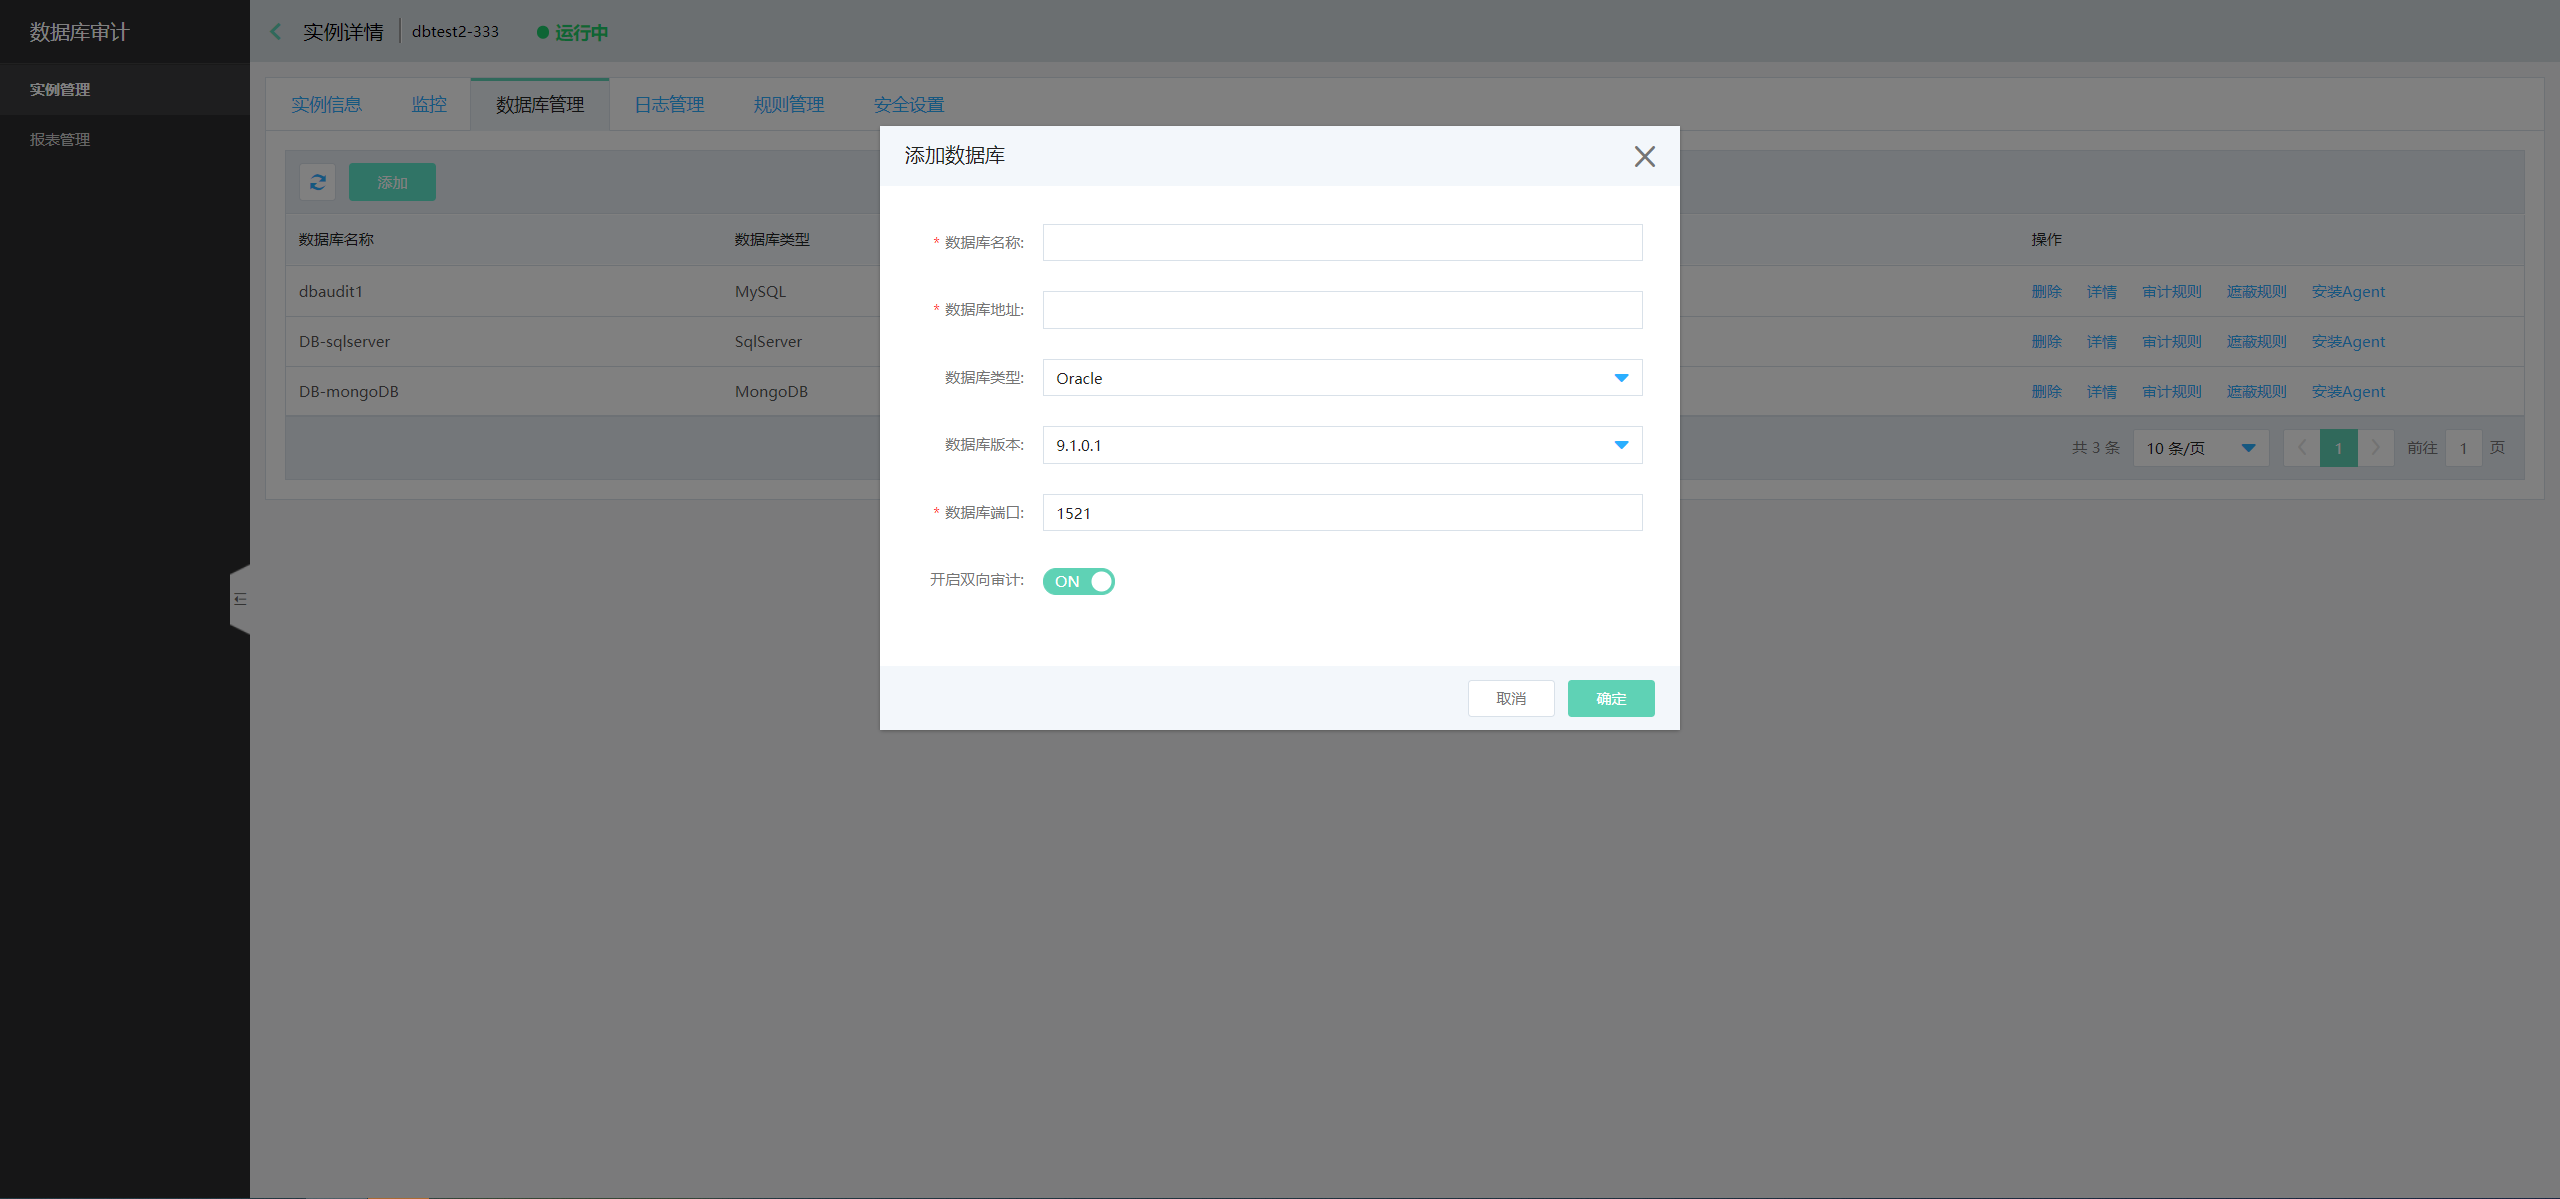 数据库审计
实例管理
报表管理
实例详情 dbtest2-333 运行中
实例信息 监控 数据库管理 日志管理 规则管理 安全设置
添加
数据库名称 数据库类型 操作
dbaudit1 MySQL 删除 详情 审计规则 遮蔽规则 安装Agent
DB-sqlserver SqlServer 删除 详情 审计规则 遮蔽规则 安装Agent
DB-mongoDB MongoDB 删除 详情 审计规则 遮蔽规则 安装Agent
共 3 条 10 条/页 1 前往 1 页
添加数据库
* 数据库名称:
* 数据库地址:
数据库类型: Oracle
数据库版本: 9.1.0.1
* 数据库端口: 1521
开启双向审计: ON
取消 确定